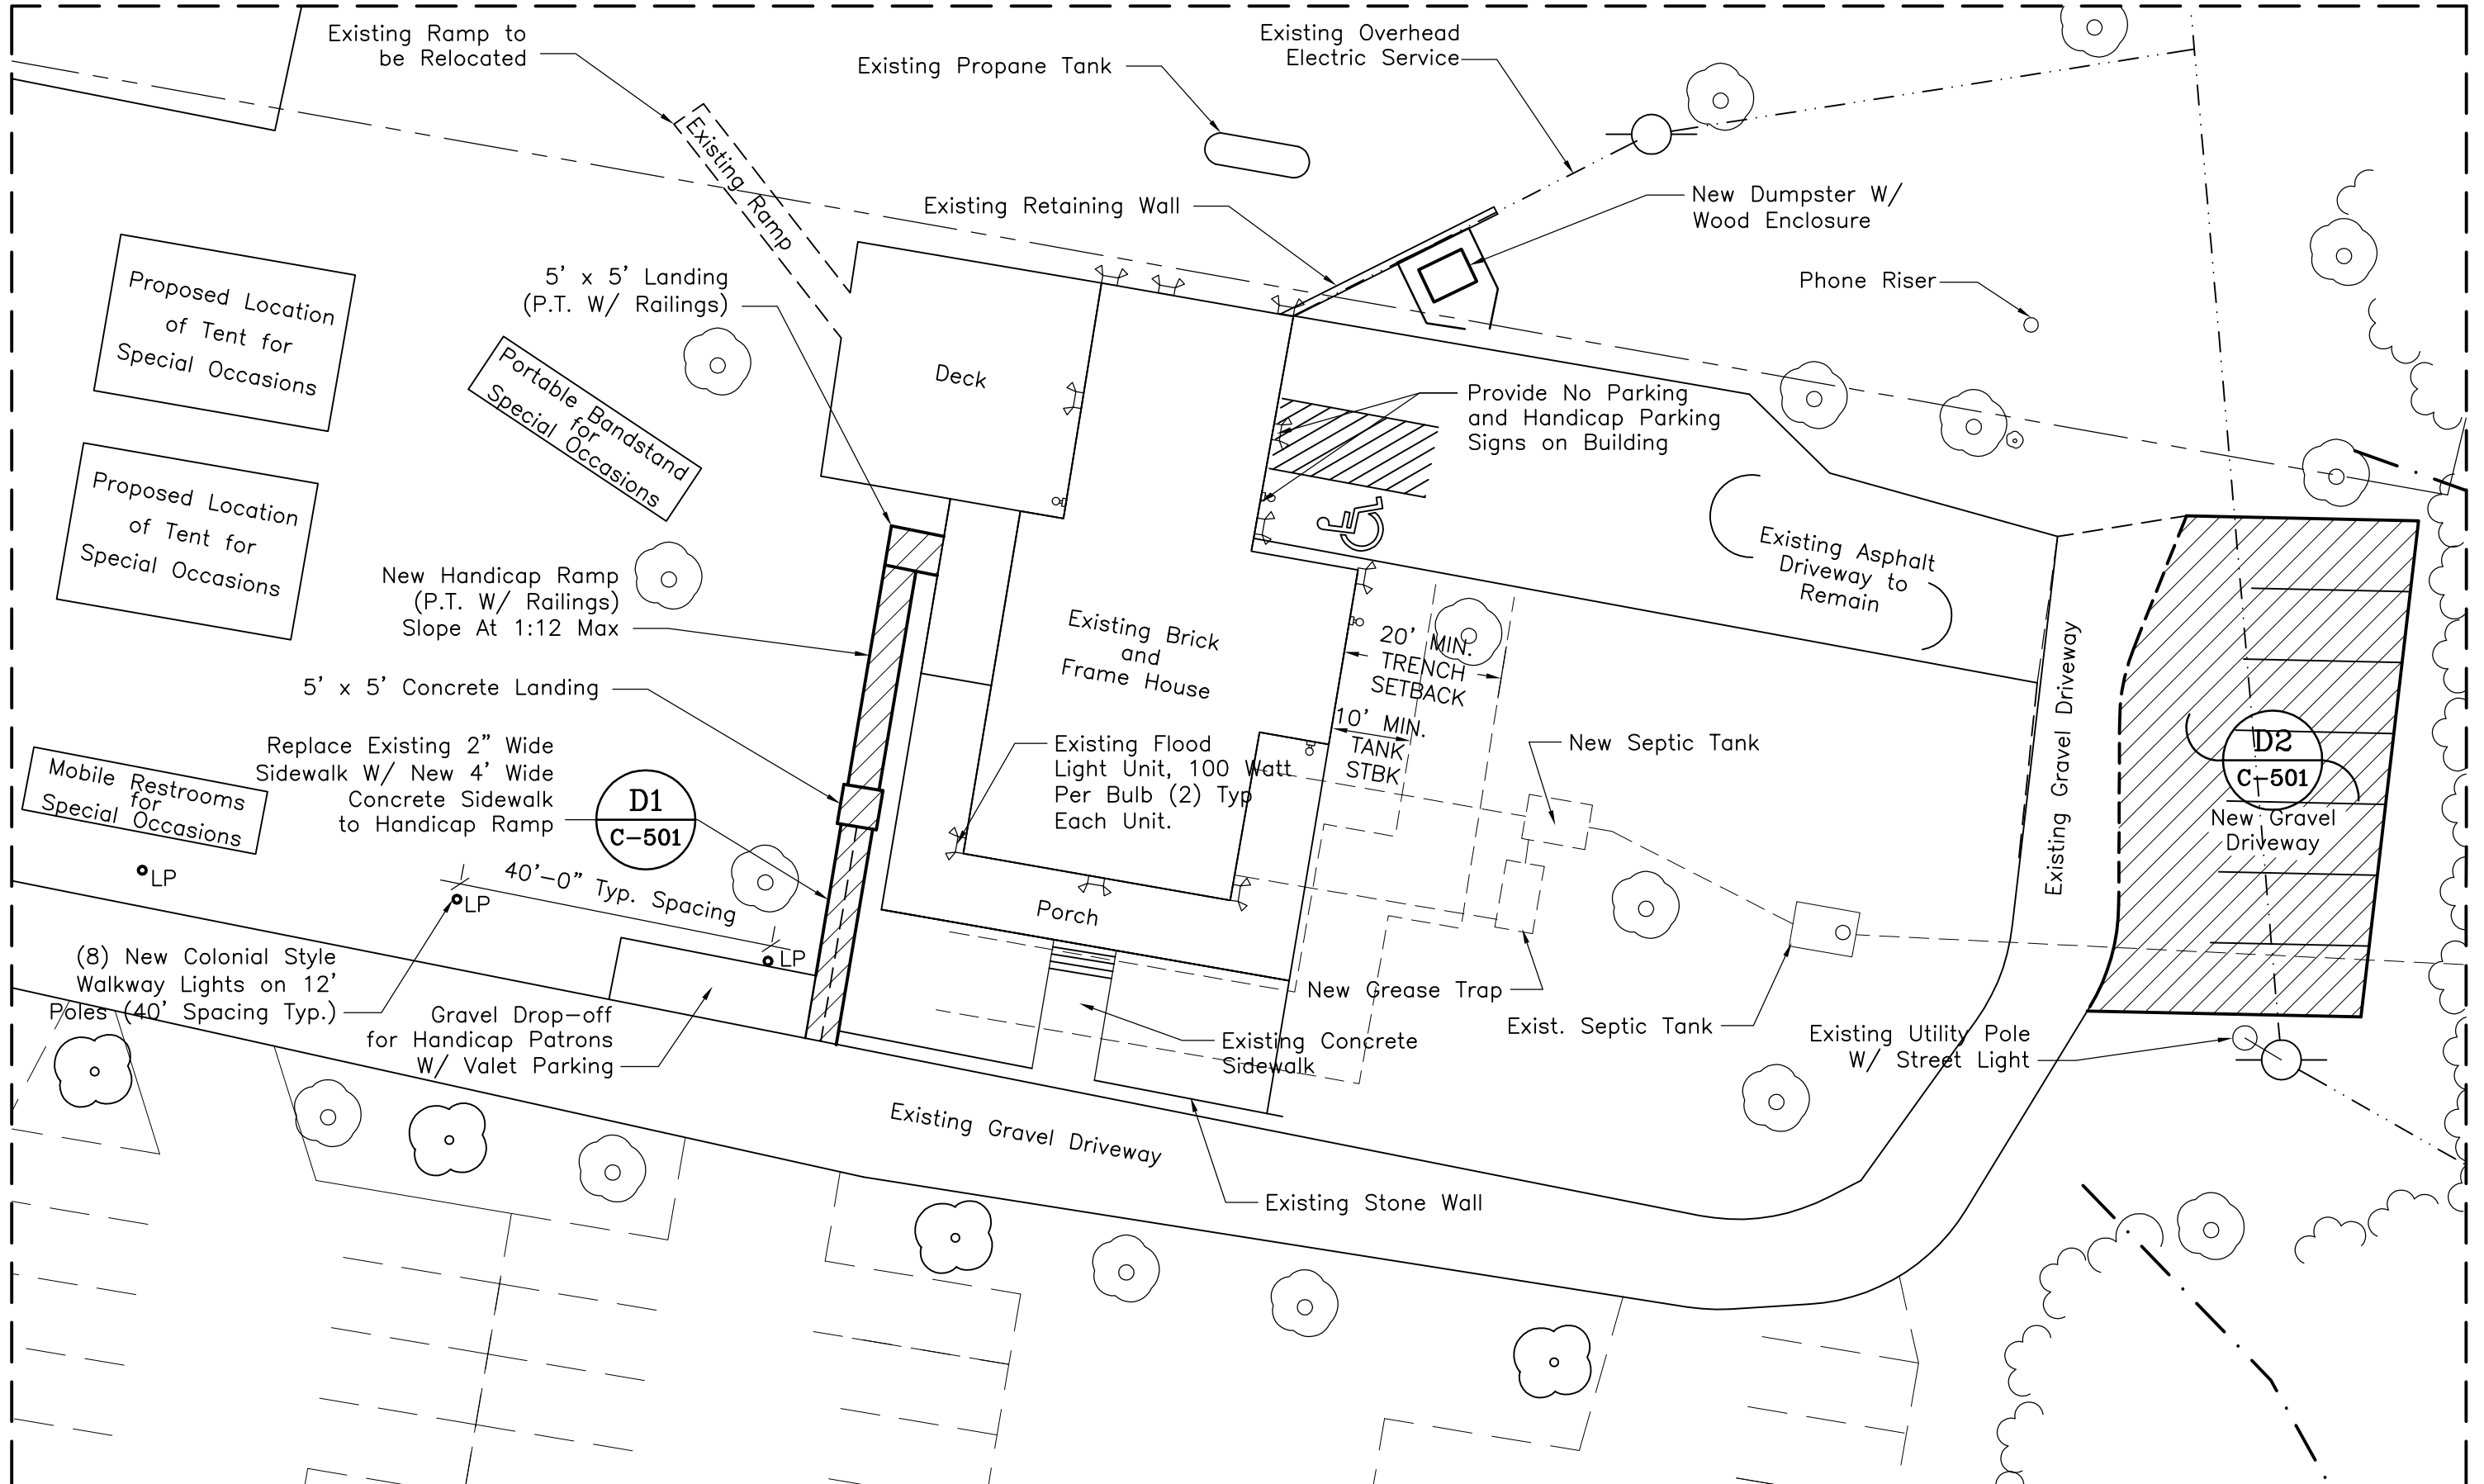 Existing Ramp to
be Relocated
Existing Propane Tank
Existing Overhead
Electric Service
Existing Ramp
Existing Retaining Wall
New Dumpster W/
Wood Enclosure
Phone Riser
5' x 5' Landing
(P.T. W/ Railings)
Proposed Location
of Tent for
Special Occasions
Portable Bandstand
for
Special Occasions
Deck
Provide No Parking
and Handicap Parking
Signs on Building
Proposed Location
of Tent for
Special Occasions
Existing Asphalt
Driveway to
Remain
New Handicap Ramp
(P.T. W/ Railings)
Slope At 1:12 Max
Existing Brick
and
Frame House
20' MIN.
TRENCH
SETBACK
10' MIN.
TANK
STBK
5' x 5' Concrete Landing
Existing Gravel Driveway
Replace Existing 2" Wide
Sidewalk W/ New 4' Wide
Concrete Sidewalk
to Handicap Ramp
D1
C-501
Existing Flood
Light Unit, 100 Watt
Per Bulb (2) Typ
Each Unit.
New Septic Tank
D2
C-501
New Gravel
Driveway
Mobile Restrooms
for
Special Occasions
LP
LP
40'-0" Typ. Spacing
LP
Porch
(8) New Colonial Style
Walkway Lights on 12'
Poles (40' Spacing Typ.)
Gravel Drop-off
for Handicap Patrons
W/ Valet Parking
New Grease Trap
Exist. Septic Tank
Existing Utility Pole
W/ Street Light
Existing Concrete
Sidewalk
Existing Gravel Driveway
Existing Stone Wall